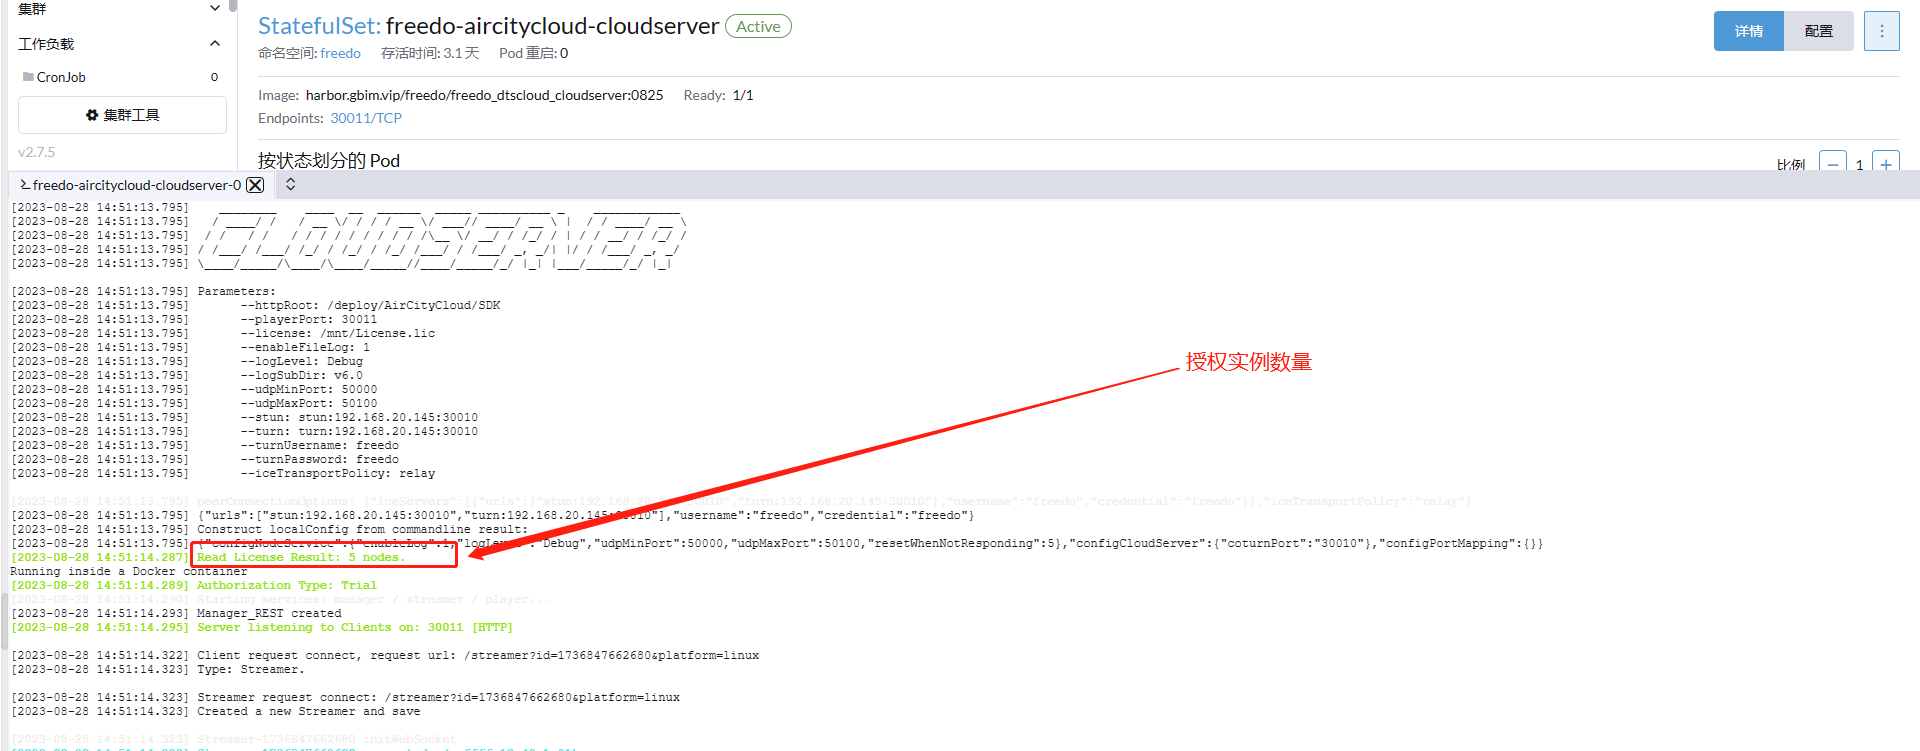 集群
工作负载
CronJob 0
集群工具
v2.7.5
StatefulSet: freedo-aircitycloud-cloudserver Active
命名空间: freedo 存活时间: 3.1 天 Pod 重启: 0
详情 配置
Image: harbor.gbim.vip/freedo/freedo_dtscloud_cloudserver:0825 Ready: 1/1
Endpoints: 30011/TCP
按状态划分的 Pod
比例 1
freedo-aircitycloud-cloudserver-0
[2023-08-28 14:51:13.795]
[2023-08-28 14:51:13.795]
[2023-08-28 14:51:13.795]
[2023-08-28 14:51:13.795]
[2023-08-28 14:51:13.795]
[2023-08-28 14:51:13.795] Parameters:
[2023-08-28 14:51:13.795] --httpRoot: /deploy/AirCityCloud/SDK
[2023-08-28 14:51:13.795] --playerPort: 30011
[2023-08-28 14:51:13.795] --license: /mnt/License.lic
[2023-08-28 14:51:13.795] --enableFileLog: 1
[2023-08-28 14:51:13.795] --logLevel: Debug
[2023-08-28 14:51:13.795] --logSubDir: v6.0
[2023-08-28 14:51:13.795] --udpMinPort: 50000
[2023-08-28 14:51:13.795] --udpMaxPort: 50100
[2023-08-28 14:51:13.795] --stun: stun:192.168.20.145:30010
[2023-08-28 14:51:13.795] --turn: turn:192.168.20.145:30010
[2023-08-28 14:51:13.795] --turnUsername: freedo
[2023-08-28 14:51:13.795] --turnPassword: freedo
[2023-08-28 14:51:13.795] --iceTransportPolicy: relay
授权实例数量
[2023-08-28 14:51:13.795] peerConnectionOptions: {"iceServers":[{"urls":["stun:192.168.20.145:30010","turn:192.168.20.145:30010"],"username":"freedo","credential":"freedo"}],"iceTransportPolicy":"relay"}
[2023-08-28 14:51:13.795] {"urls":["stun:192.168.20.145:30010","turn:192.168.20.145:30010"],"username":"freedo","credential":"freedo"}
[2023-08-28 14:51:13.795] Construct localConfig from commandline result:
[2023-08-28 14:51:13.795] {"configNodeService":{"enableLog":1,"logLevel":"Debug","udpMinPort":50000,"udpMaxPort":50100,"resetWhenNotResponding":5},"configCloudServer":{"coturnPort":"30010"},"configPortMapping":{}}
[2023-08-28 14:51:14.287] Read License Result: 5 nodes.
Running inside a Docker container
[2023-08-28 14:51:14.289] Authorization Type: Trial
[2023-08-28 14:51:14.290] Starting services: manager / streamer / player...
[2023-08-28 14:51:14.293] Manager_REST created
[2023-08-28 14:51:14.295] Server listening to Clients on: 30011 [HTTP]
[2023-08-28 14:51:14.322] Client request connect, request url: /streamer?id=1736847662680&platform=linux
[2023-08-28 14:51:14.323] Type: Streamer.
[2023-08-28 14:51:14.323] Streamer request connect: /streamer?id=1736847662680&platform=linux
[2023-08-28 14:51:14.323] Created a new Streamer and save
[2023-08-28 14:51:14.323] Streamer-1736847662680 initWebSocket